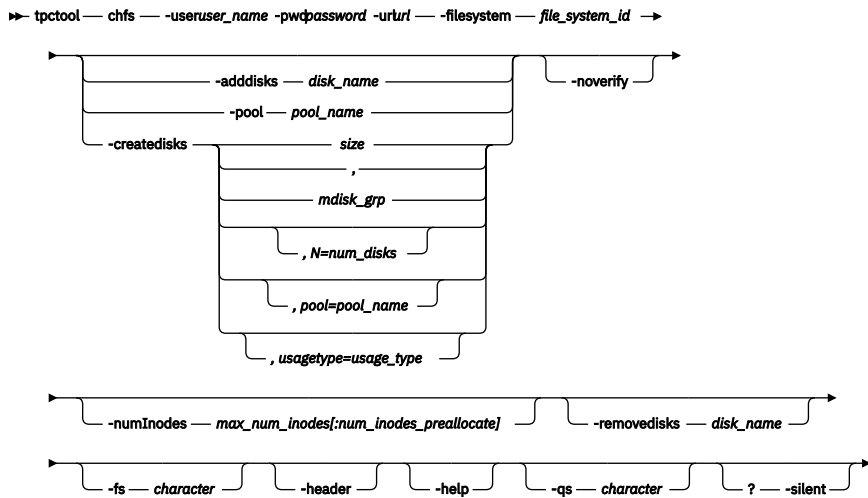 tpctool chfs -useruser_name -pwdpassword -urlurl -filesystem file_system_id
-adddisks disk_name -noverify
-pool pool_name
-createdisks size
,
mdisk_grp
, N=num_disks
, pool=pool_name
, usagetype=usage_type
-numInodes max_num_inodes[:num_inodes_preallocate] -removedisks disk_name
-fs character -header -help -qs character ? -silent